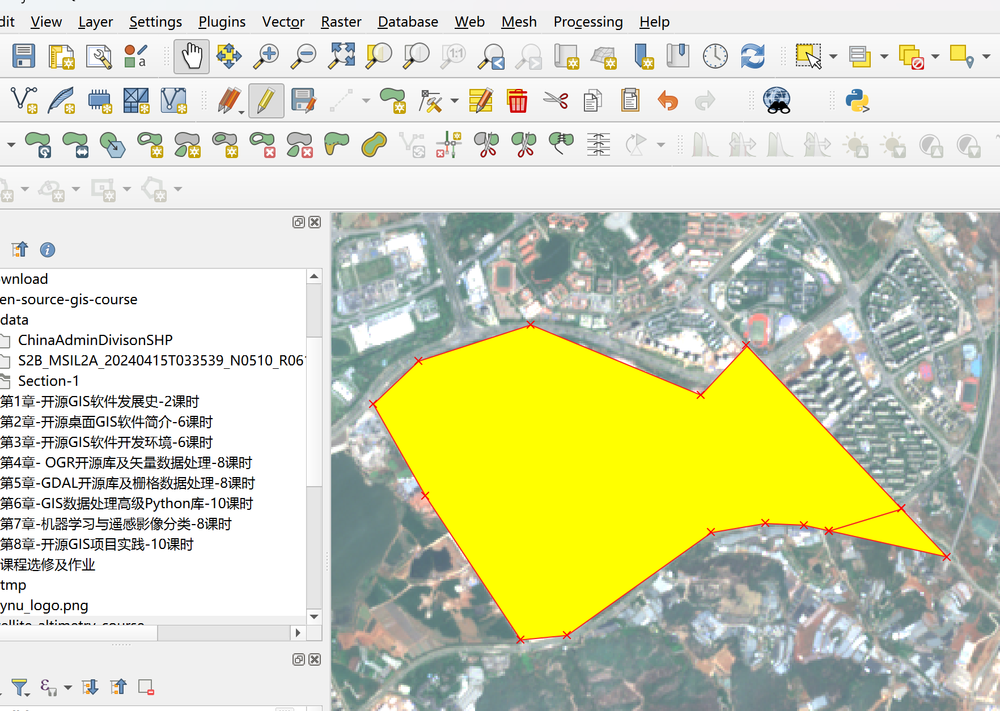 dit View Layer Settings Plugins Vector Raster Database Web Mesh Processing Help
a
1:1
ownload
en-source-gis-course
data
ChinaAdminDivisonSHP
S2B_MSIL2A_20240415T033539_N0510_R061
Section-1
第1章-开源GIS软件发展史-2课时
第2章-开源桌面GIS软件简介-6课时
第3章-开源GIS软件开发环境-6课时
第4章- OGR开源库及矢量数据处理-8课时
第5章-GDAL开源库及栅格数据处理-8课时
第6章-GIS数据处理高级Python库-10课时
第7章-机器学习与遥感影像分类-8课时
第8章-开源GIS项目实践-10课时
课程选修及作业
tmp
ynu_logo.png
ellite_altimetry_course
ε